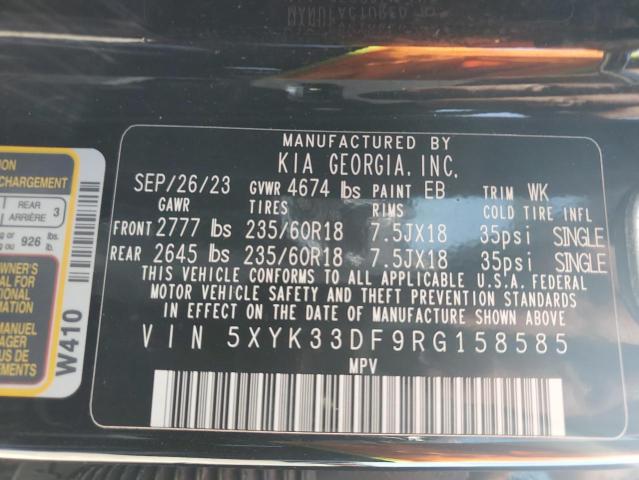 MANUFACTURED BY
KIA GEORGIA, INC,
SEP/26/23 GVWR 4674 lbs PAINT EB TRIM WK
GAWR TIRES RIMS COLD TIRE INFL
FRONT 2777 lbs 235/60R18 7.5JX18 35psi SINGLE
REAR 2645 lbs 235/60R18 7.5JX18 35psi SINGLE
THIS VEHICLE CONFORMS TO ALL APPLICABLE U.S.A. FEDERAL
MOTOR VEHICLE SAFETY AND THEFT PREVENTION STANDARDS
IN EFFECT ON THE DATE OF MANUFACTURE SHOWN ABOVE
VIN 5XYK33DF9RG158585
MPV
CHARGEMENT
REAR 3
ARRIÈRE
926 lbs.
kg
OWNER'S
MANUEL
W410